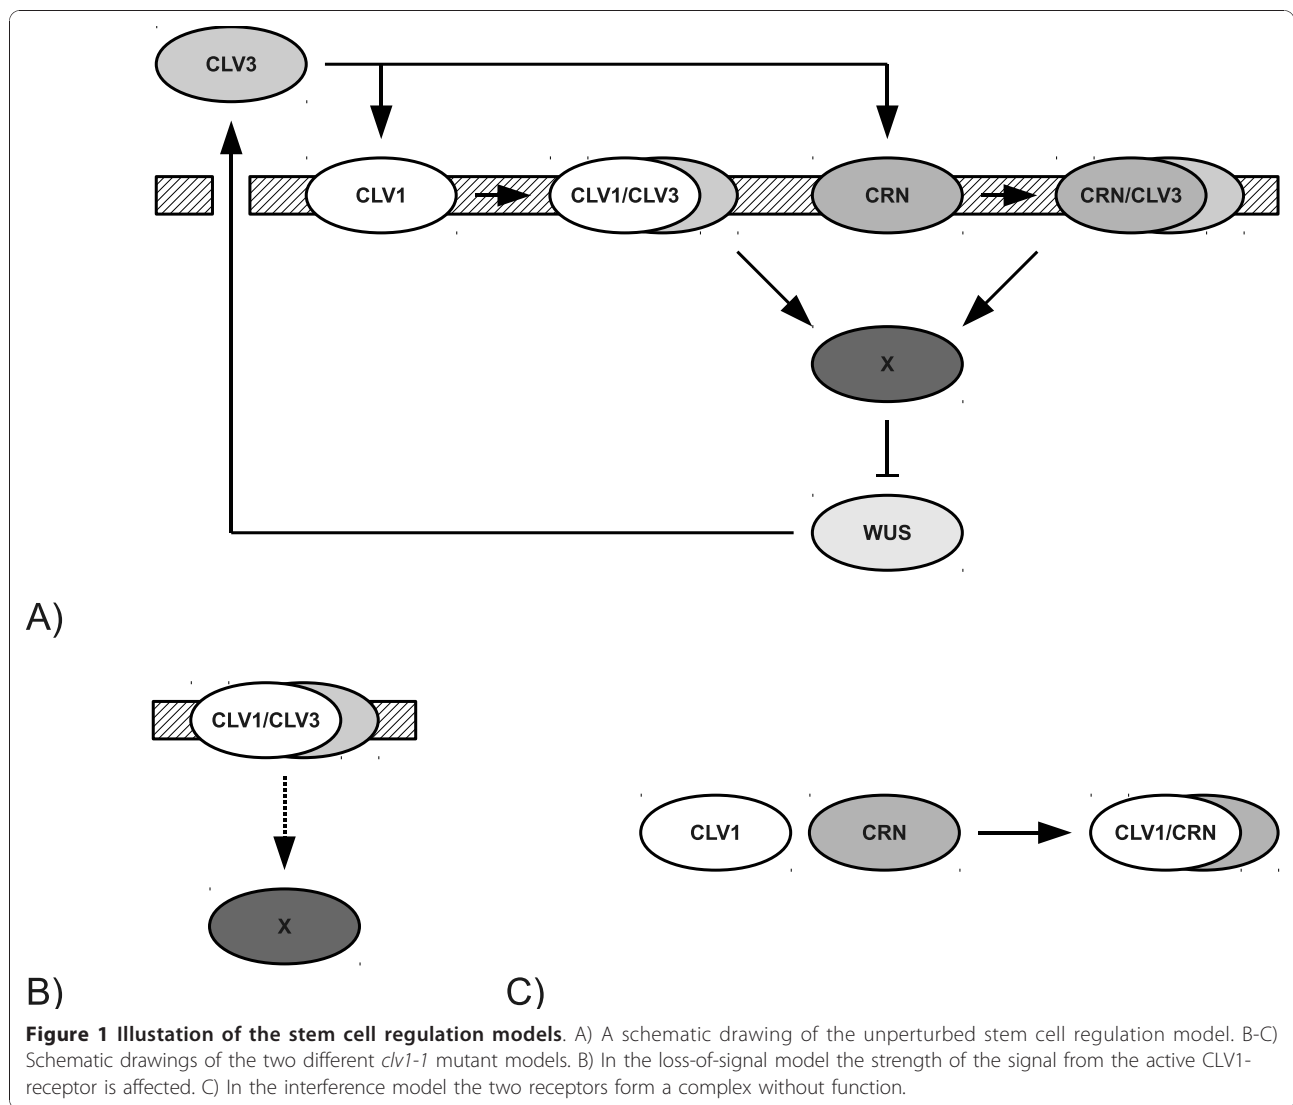 CLV3
CLV1
CLV1/CLV3
CRN
CRN/CLV3
X
WUS
A)
CLV1/CLV3
X
B)
CLV1
CRN
CLV1/CRN
C)
Figure 1 Illustation of the stem cell regulation models. A) A schematic drawing of the unperturbed stem cell regulation model. B-C)
Schematic drawings of the two different clv1-1 mutant models. B) In the loss-of-signal model the strength of the signal from the active CLV1-
receptor is affected. C) In the interference model the two receptors form a complex without function.